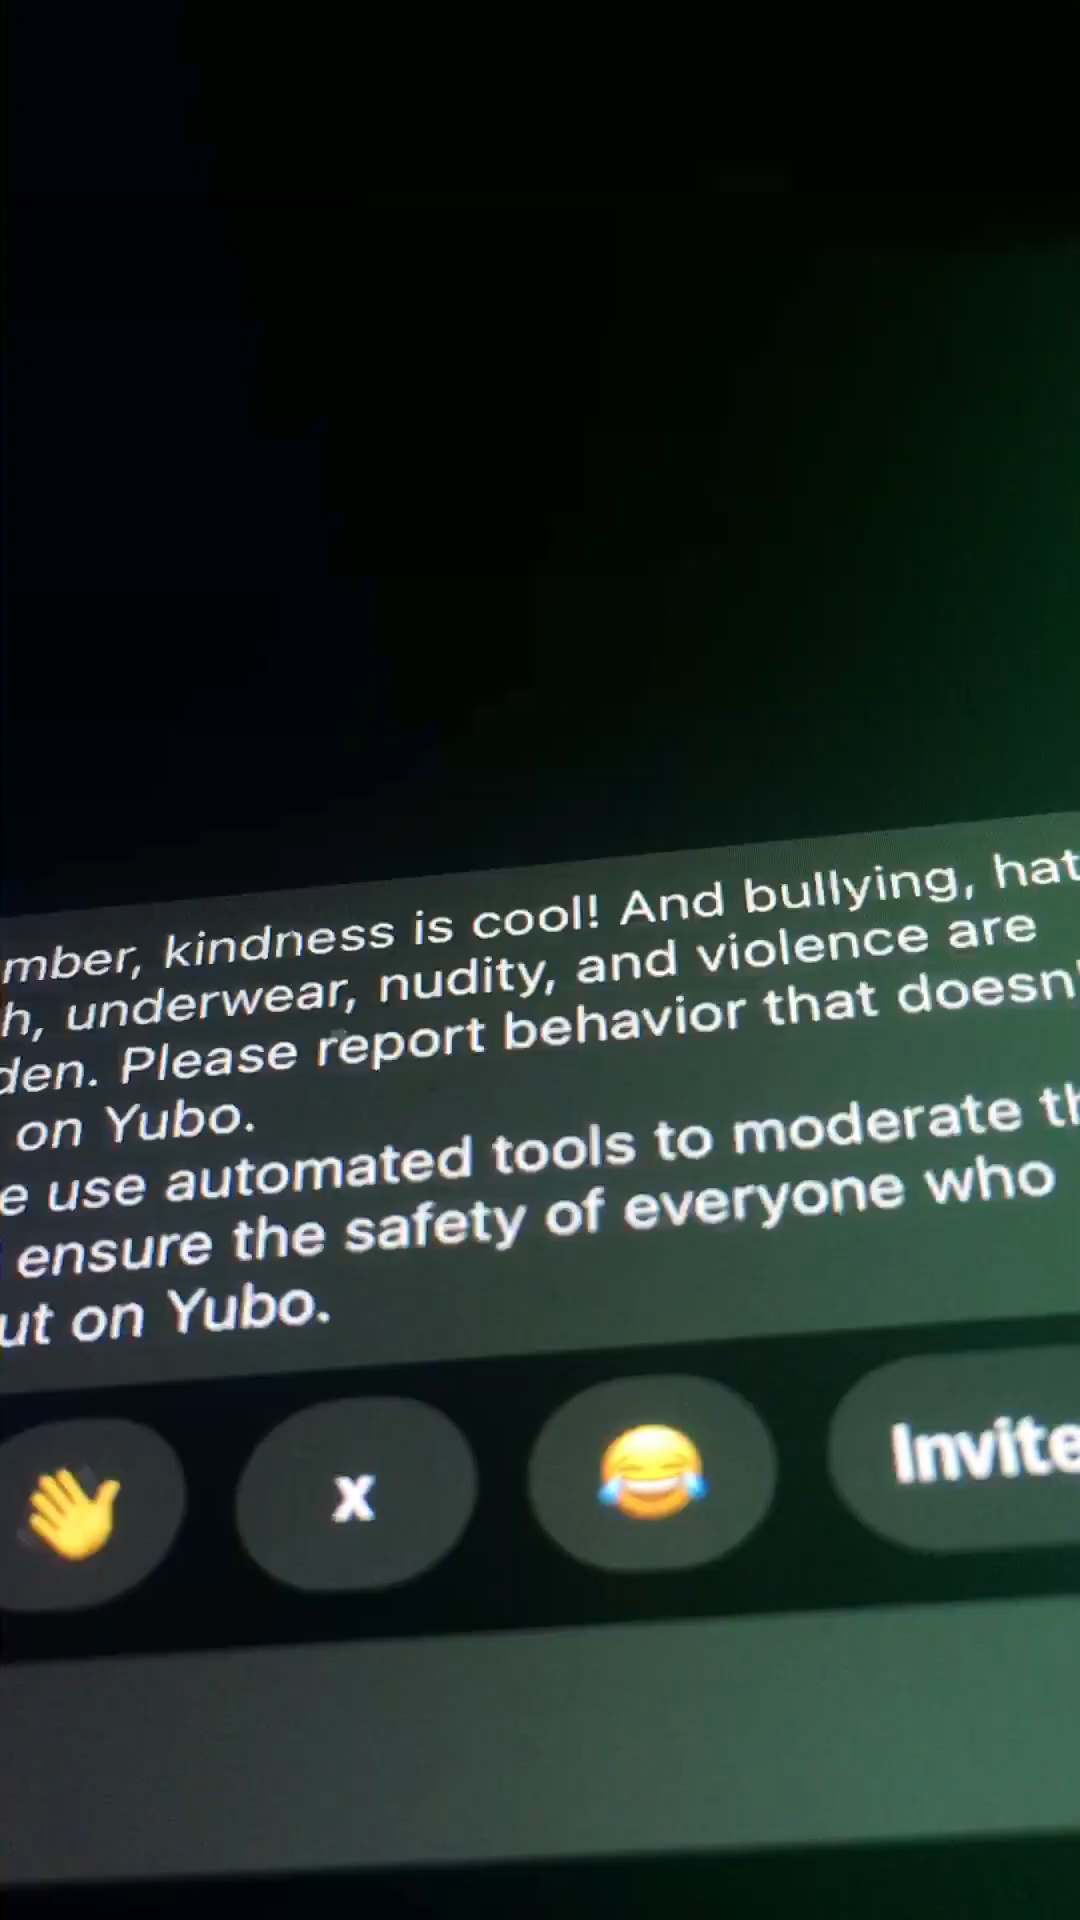 mber, kindness is cool! And bullying, hat
h, underwear, nudity, and violence are
den. Please report behavior that doesn'
on Yubo.
e use automated tools to moderate th
ensure the safety of everyone who
ut on Yubo.
👋 x 😂 Invite